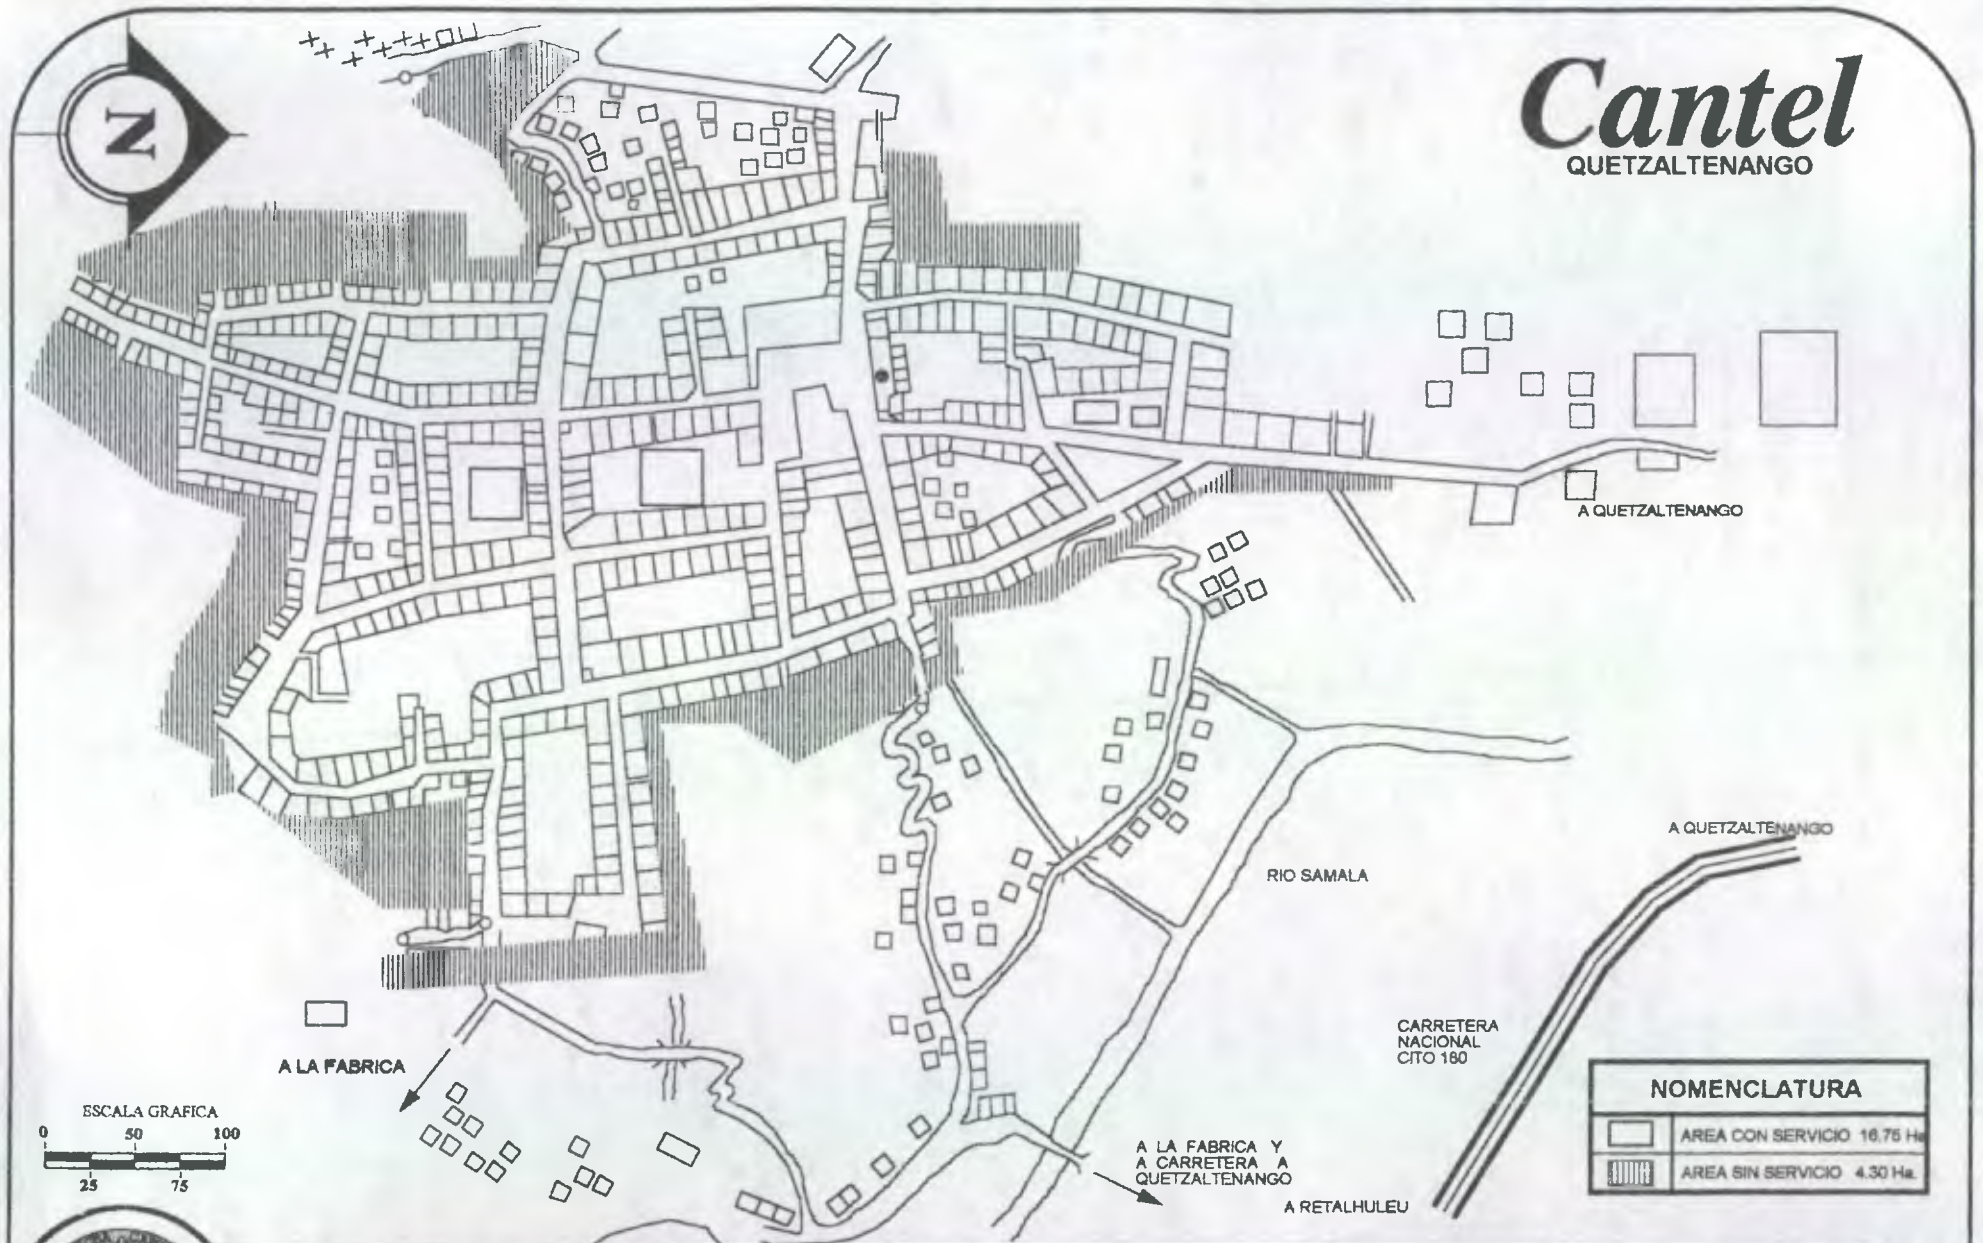 N
Cantel
QUETZALTENANGO
A QUETZALTENANGO
A QUETZALTENANGO
RIO SAMALA
CARRETERA
NACIONAL
CITO 180
A LA FABRICA
ESCALA GRAFICA
0 50 100
25 75
A LA FABRICA Y
A CARRETERA A
QUETZALTENANGO
A RETALHULEU
NOMENCLATURA
AREA CON SERVICIO 16.75 Ha
AREA SIN SERVICIO 4.30 Ha.